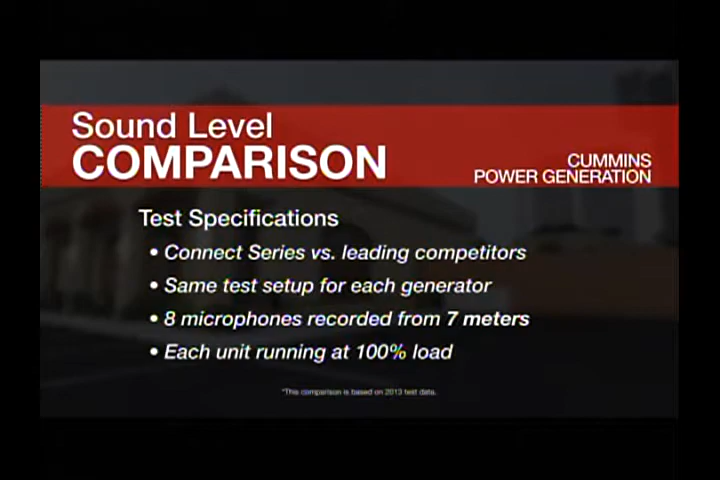 Sound Level
COMPARISON
CUMMINS
POWER GENERATION
Test Specifications
• Connect Series vs. leading competitors
• Same test setup for each generator
• 8 microphones recorded from 7 meters
• Each unit running at 100% load
*This comparison is based on 2013 test data.